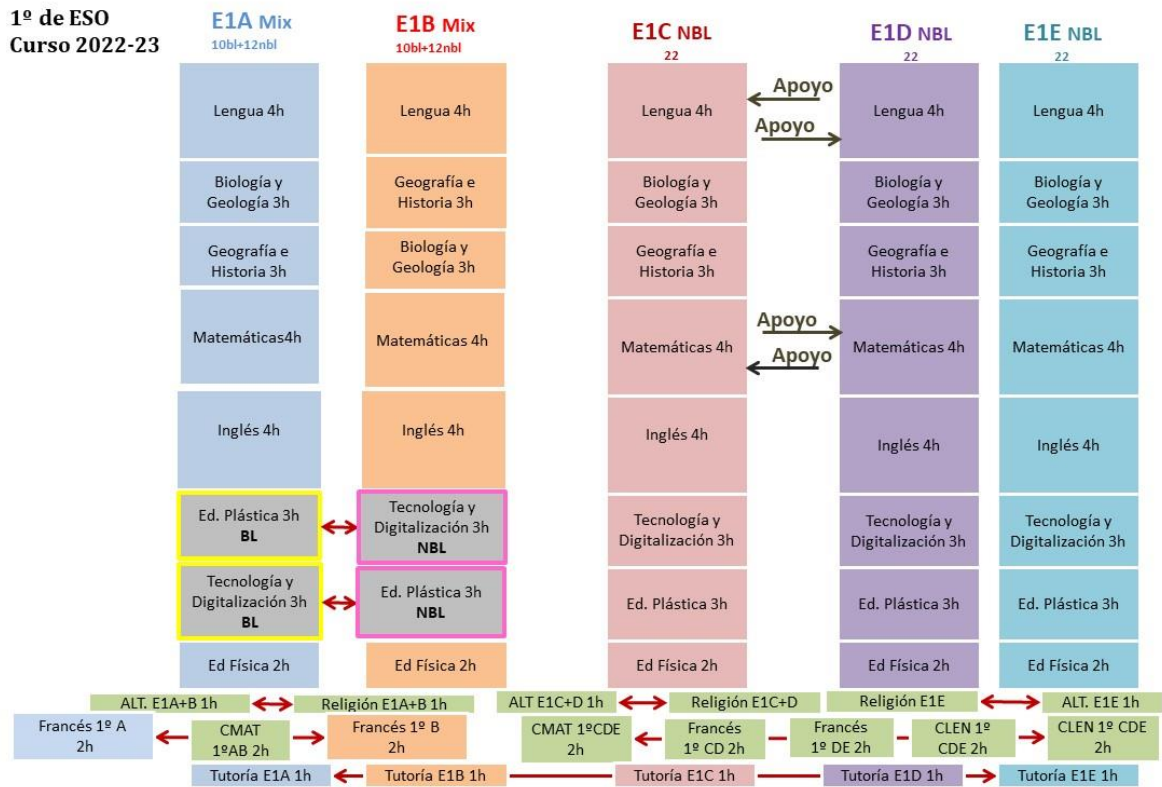 1º de ESO
Curso 2022-23
E1A Mix
10bl+12nbl
E1B Mix
10bl+12nbl
E1C NBL
22
E1D NBL
22
E1E NBL
22
Lengua 4h
Lengua 4h
Lengua 4h
Apoyo
Apoyo
Lengua 4h
Lengua 4h
Biología y
Geología 3h
Geografía e
Historia 3h
Biología y
Geología 3h
Biología y
Geología 3h
Biología y
Geología 3h
Geografía e
Historia 3h
Biología y
Geología 3h
Geografía e
Historia 3h
Geografía e
Historia 3h
Geografía e
Historia 3h
Matemáticas4h
Matemáticas 4h
Matemáticas 4h
Apoyo
Apoyo
Matemáticas 4h
Matemáticas 4h
Inglés 4h
Inglés 4h
Inglés 4h
Inglés 4h
Inglés 4h
Ed. Plástica 3h
BL
Tecnología y
Digitalización 3h
NBL
Tecnología y
Digitalización 3h
Tecnología y
Digitalización 3h
Tecnología y
Digitalización 3h
Tecnología y
Digitalización 3h
BL
Ed. Plástica 3h
NBL
Ed. Plástica 3h
Ed. Plástica 3h
Ed. Plástica 3h
Ed Física 2h
Ed Física 2h
Ed Física 2h
Ed Física 2h
Ed Física 2h
ALT. E1A+B 1h
Religión E1A+B 1h
ALT E1C+D 1h
Religión E1C+D
Religión E1E
ALT. E1E 1h
Francés 1º A
2h
CMAT
1ºAB 2h
Francés 1º B
2h
CMAT 1ºCDE
2h
Francés
1º CD 2h
Francés
1º DE 2h
CLEN 1º
CDE 2h
CLEN 1º CDE
2h
Tutoría E1A 1h
Tutoría E1B 1h
Tutoría E1C 1h
Tutoría E1D 1h
Tutoría E1E 1h